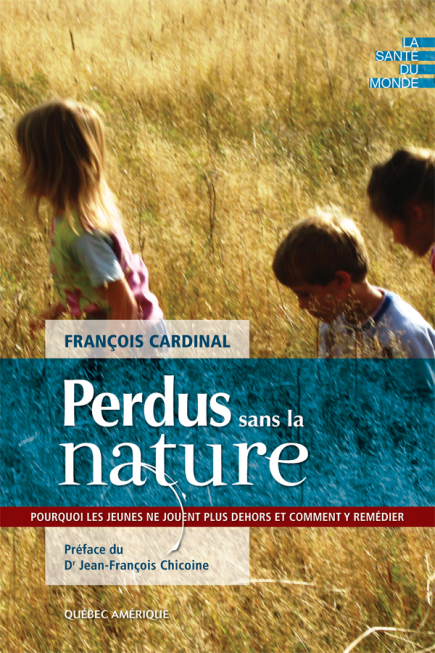 LA
SANTÉ
DU
MONDE
FRANÇOIS CARDINAL
Perdus sans la
nature
POURQUOI LES JEUNES NE JOUENT PLUS DEHORS ET COMMENT Y REMÉDIER
Préface du
Dr Jean-François Chicoine
QUÉBEC AMÉRIQUE